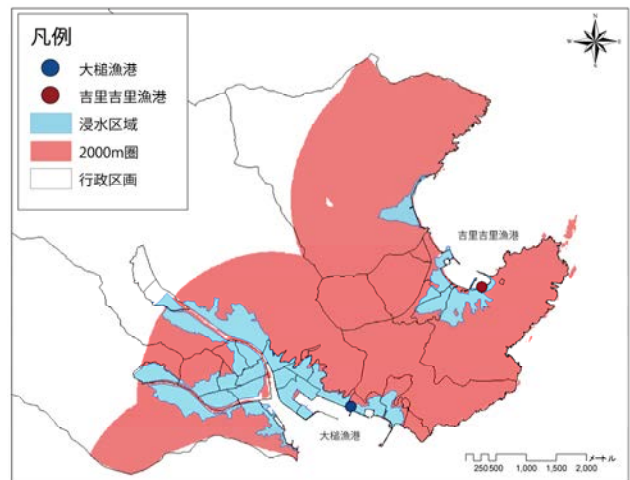 凡例
大槌漁港
吉里吉里漁港
浸水区域
2000m圏
行政区画
N
W
E
S
吉里吉里漁港
大槌漁港
メートル
250500 1,000 1,500 2,000